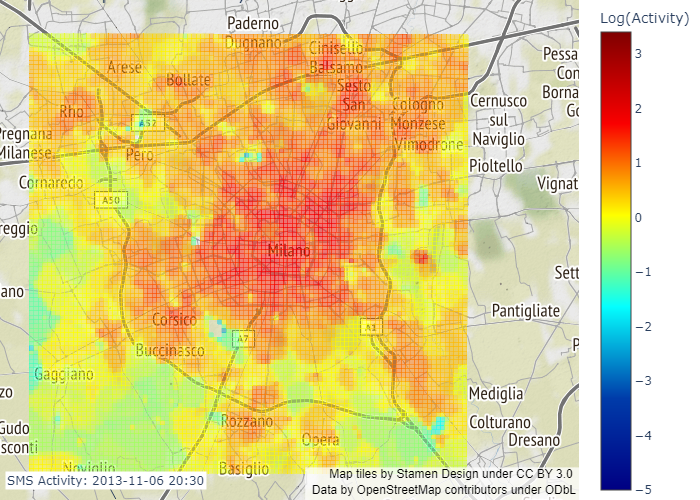 Paderno
Dugnano
Cinisello
Balsamo
Arese
Bollate
Sesto
San
Giovanni
Rho
A52
Cologno
Monzese
Vimodrone
Pero
Pregnana
Milanese
Cornaredo
A50
Cernusco
sul
Naviglio
Pioltello
Pessa
Con
Borna
Go
Vignat
reggio
Milano
ano
Sett
Pantigliate
P
Corsico
A7
Buccinasco
Gaggiano
zo
Gudo
sconti
Mediglia
Colturano
Dresano
Rozzano
Opera
Basiglio
Noviglio
SMS Activity: 2013-11-06 20:30
Map tiles by Stamen Design under CC BY 3.0
Data by OpenStreetMap contributors under ODbL
Log(Activity)
3
2
1
0
−1
−2
−3
−4
−5